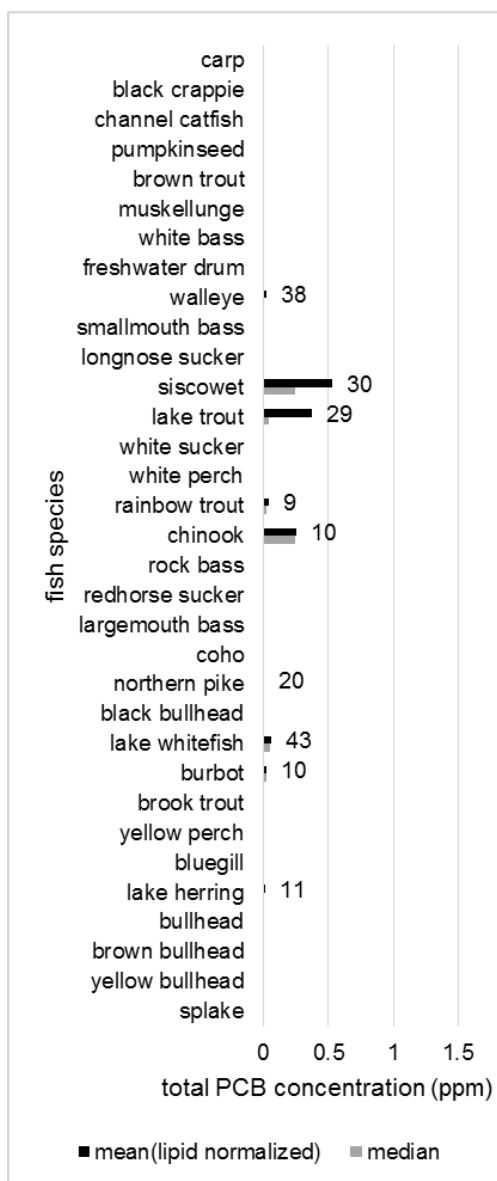 carp
black crappie
channel catfish
pumpkinseed
brown trout
muskellunge
white bass
freshwater drum
walleye 38
smallmouth bass
longnose sucker
siscowet 30
lake trout 29
white sucker
white perch
rainbow trout 9
chinook 10
rock bass
redhorse sucker
largemouth bass
coho
northern pike 20
black bullhead
lake whitefish 43
burbot 10
brook trout
yellow perch
bluegill
lake herring 11
bullhead
brown bullhead
yellow bullhead
splake
fish species
0 0.5 1 1.5
total PCB concentration (ppm)
mean(lipid normalized) median